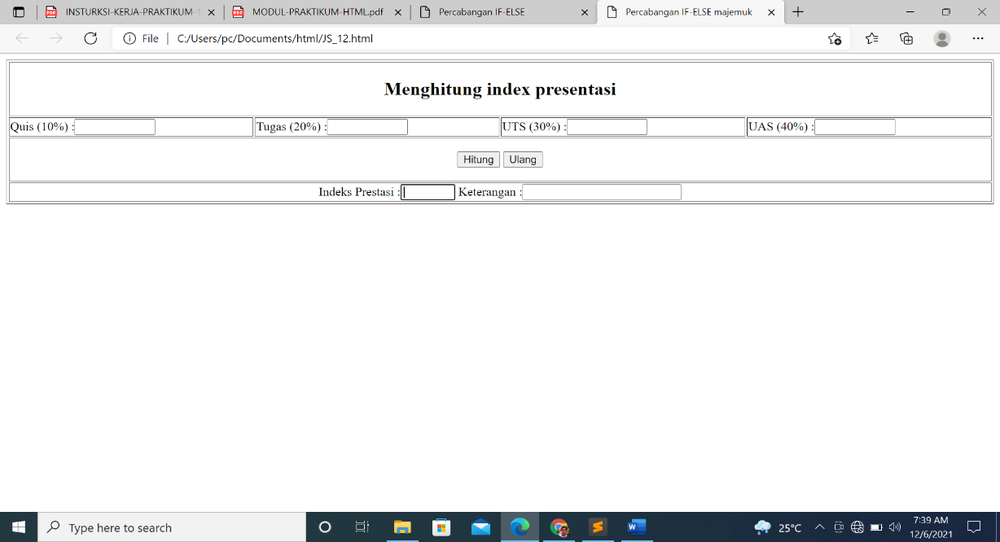 INSTURKSI-KERJA-PRAKTIKUM-1 MODUL-PRAKTIKUM-HTML.pdf Percabangan IF-ELSE Percabangan IF-ELSE majemuk
File C:/Users/pc/Documents/html/JS_12.html
Menghitung index presentasi
Quis (10%) : Tugas (20%) : UTS (30%) : UAS (40%) :
Hitung Ulang
Indeks Prestasi : Keterangan :
Type here to search 25°C 7:39 AM
12/6/2021